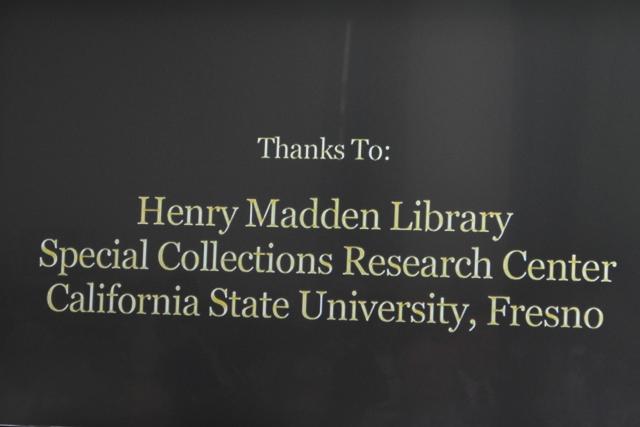 Thanks To:
Henry Madden Library
Special Collections Research Center
California State University, Fresno